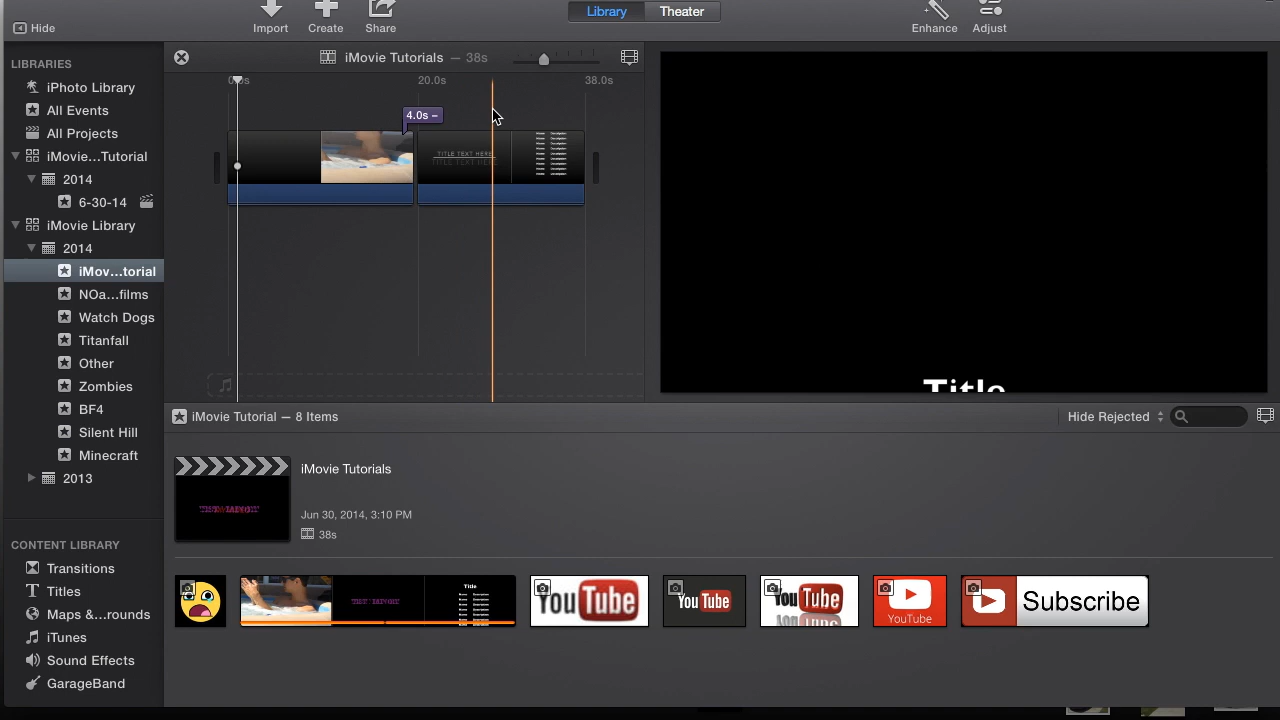 Hide
Import
Create
Share
Library
Theater
Enhance
Adjust
LIBRARIES
iPhoto Library
All Events
All Projects
iMovie...Tutorial
2014
6-30-14
iMovie Library
2014
iMov...torial
NOa...films
Watch Dogs
Titanfall
Other
Zombies
BF4
Silent Hill
Minecraft
2013
CONTENT LIBRARY
Transitions
Titles
Maps &...rounds
iTunes
Sound Effects
GarageBand
iMovie Tutorials — 38s
20.0s
38.0s
4.0s –
TITLE TEXT HERE
Title
iMovie Tutorial — 8 Items
Hide Rejected
iMovie Tutorials
Jun 30, 2014, 3:10 PM
38s
Title
YouTube
YouTube
YouTube
YouTube
Subscribe